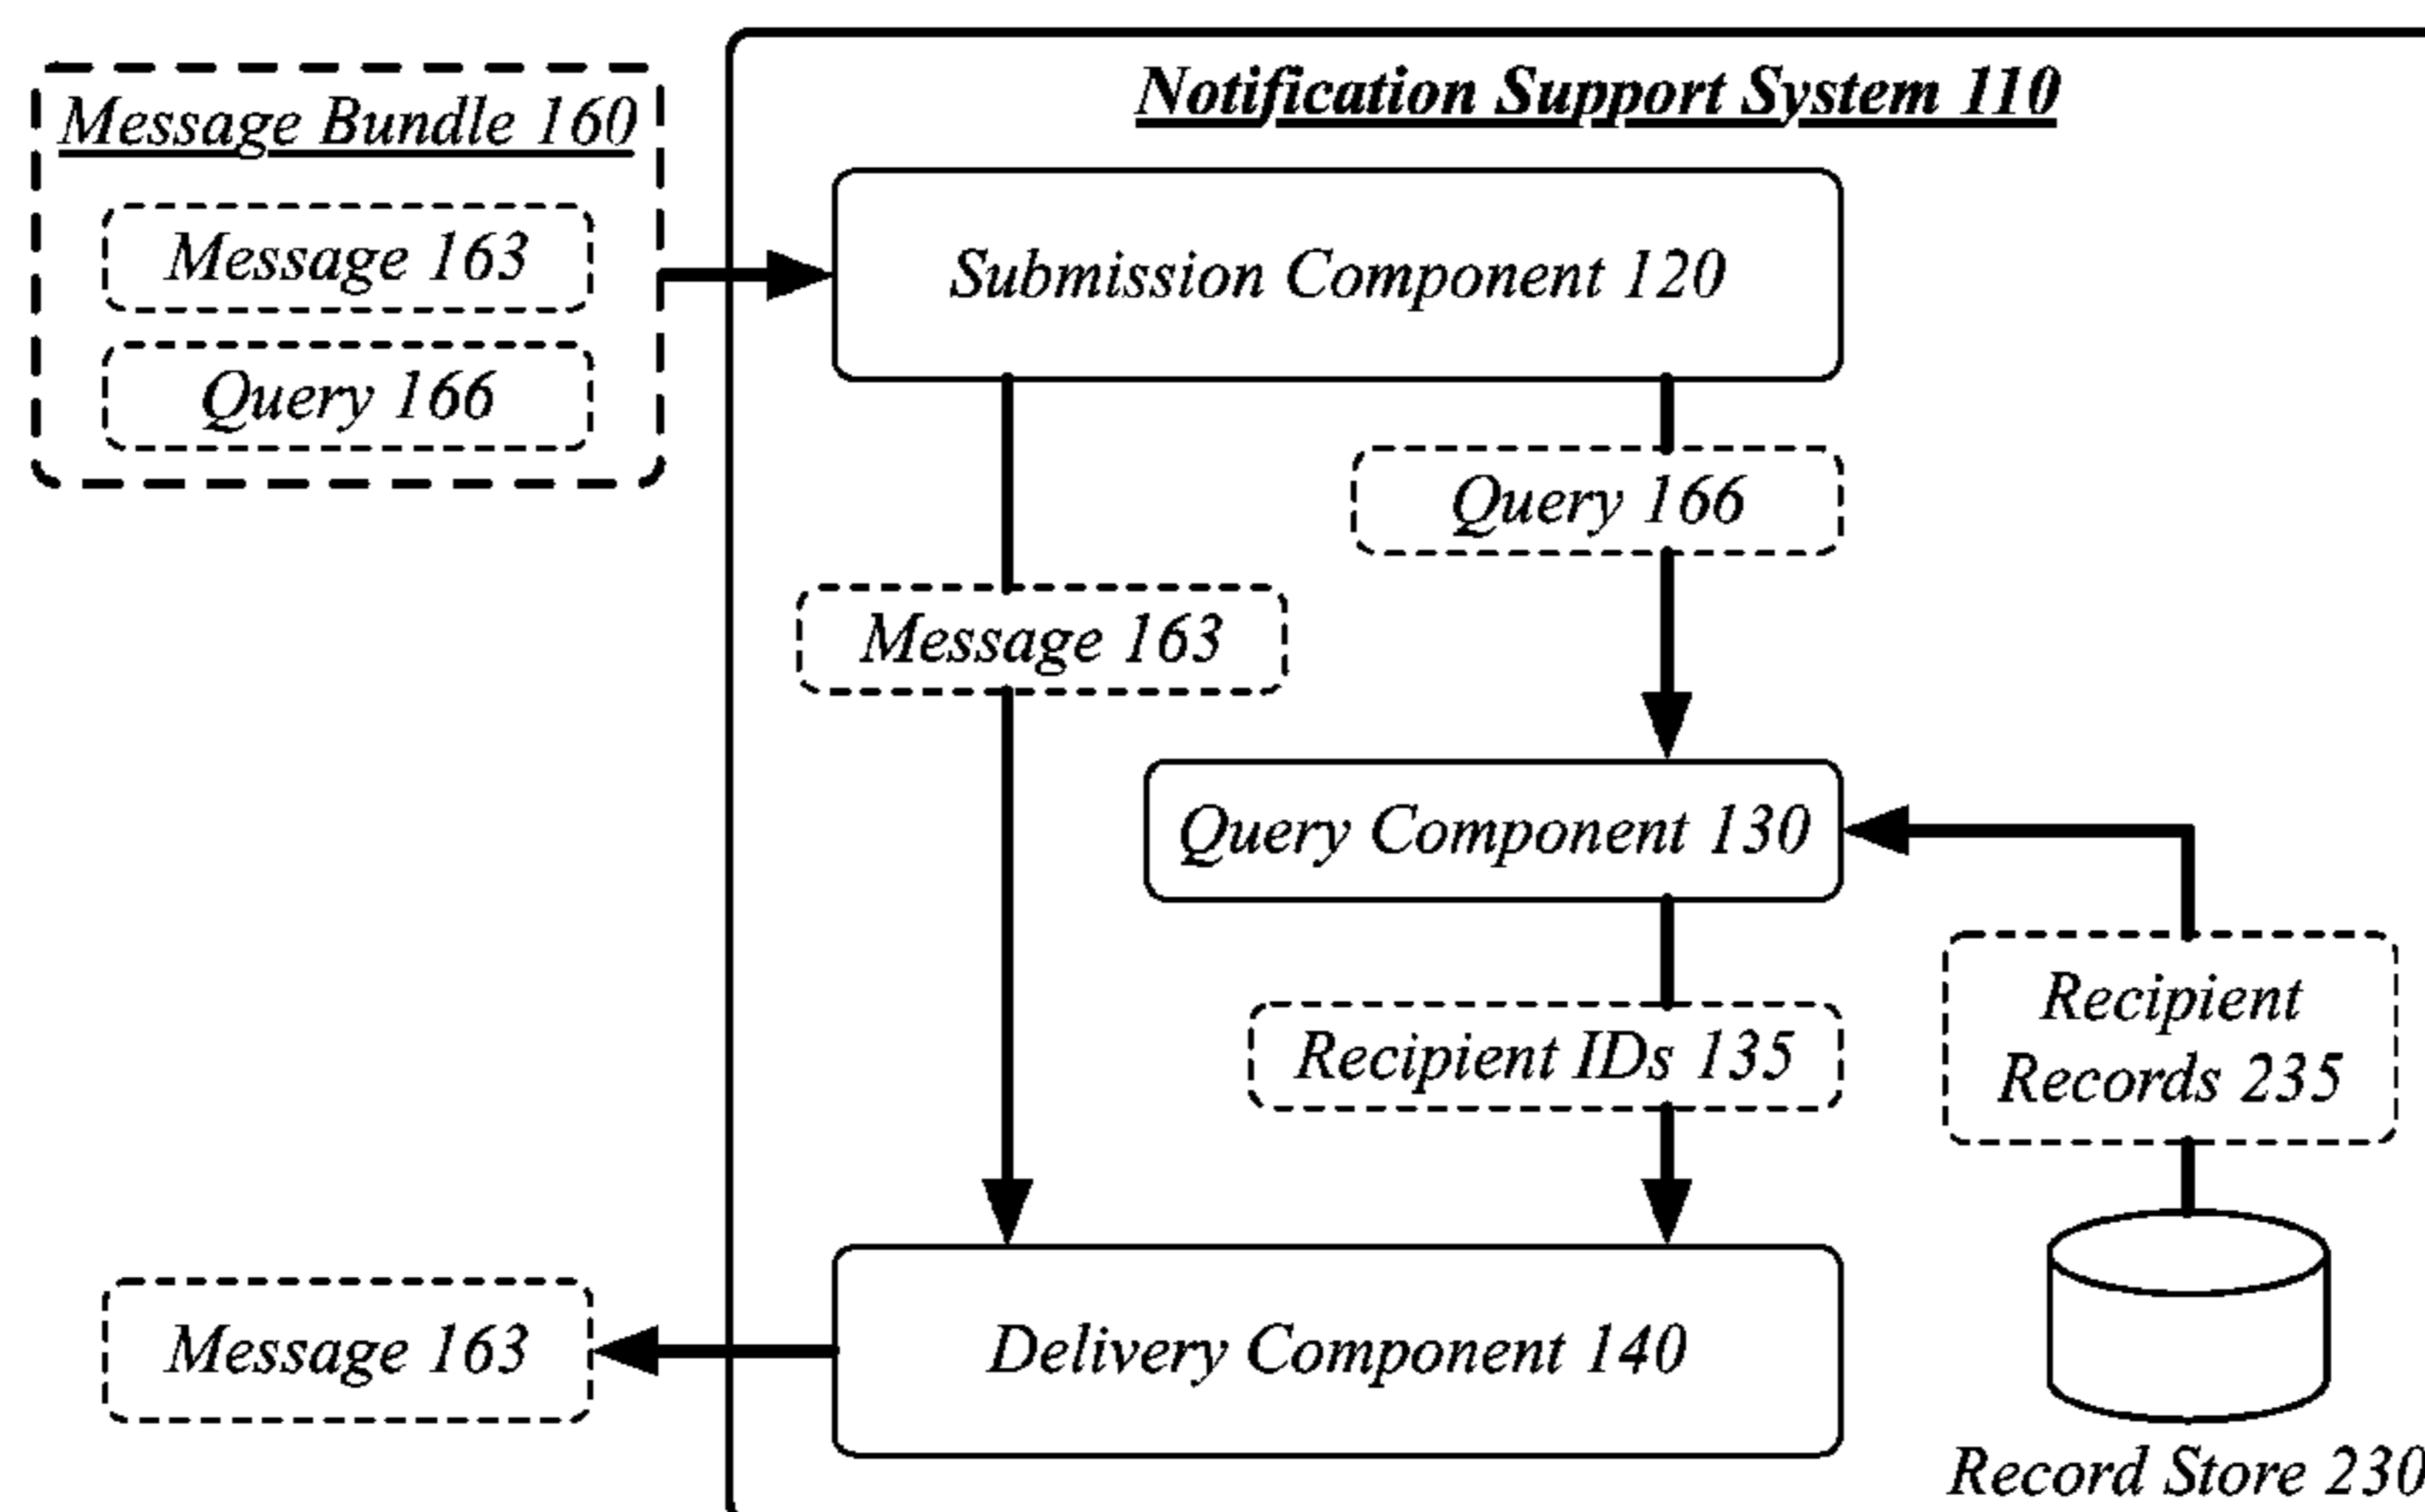 Notification Support System 110
Message Bundle 160
Message 163
Query 166
Submission Component 120
Query 166
Message 163
Query Component 130
Recipient IDs 135
Recipient
Records 235
Message 163
Delivery Component 140
Record Store 230